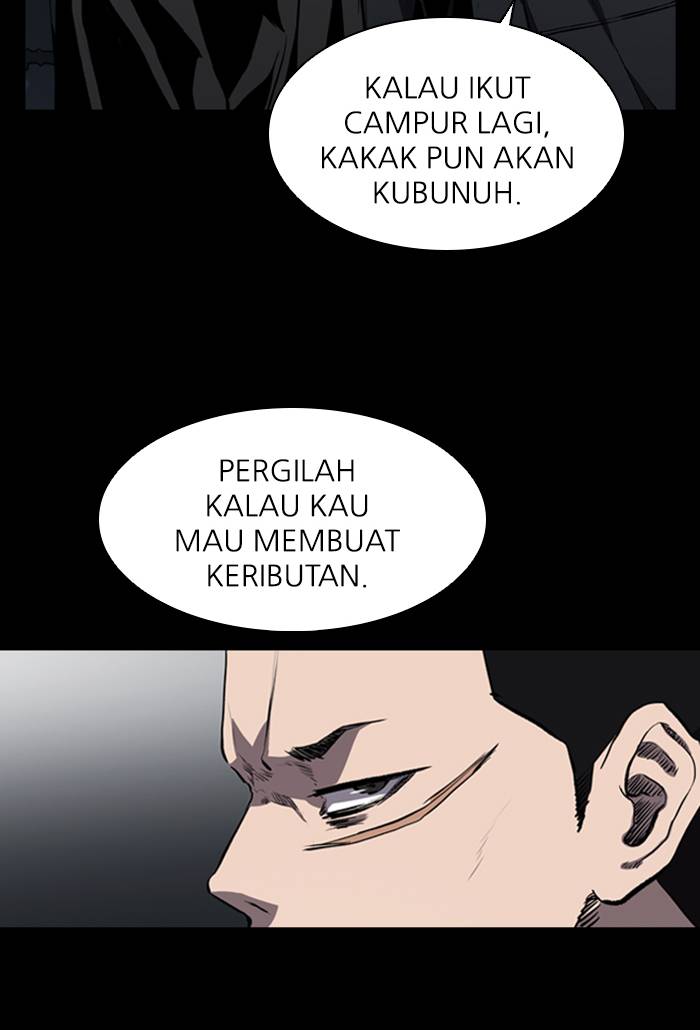 KALAU IKUT
CAMPUR LAGI,
KAKAK PUN AKAN
KUBUNUH.
PERGILAH
KALAU KAU
MAU MEMBUAT
KERIBUTAN.